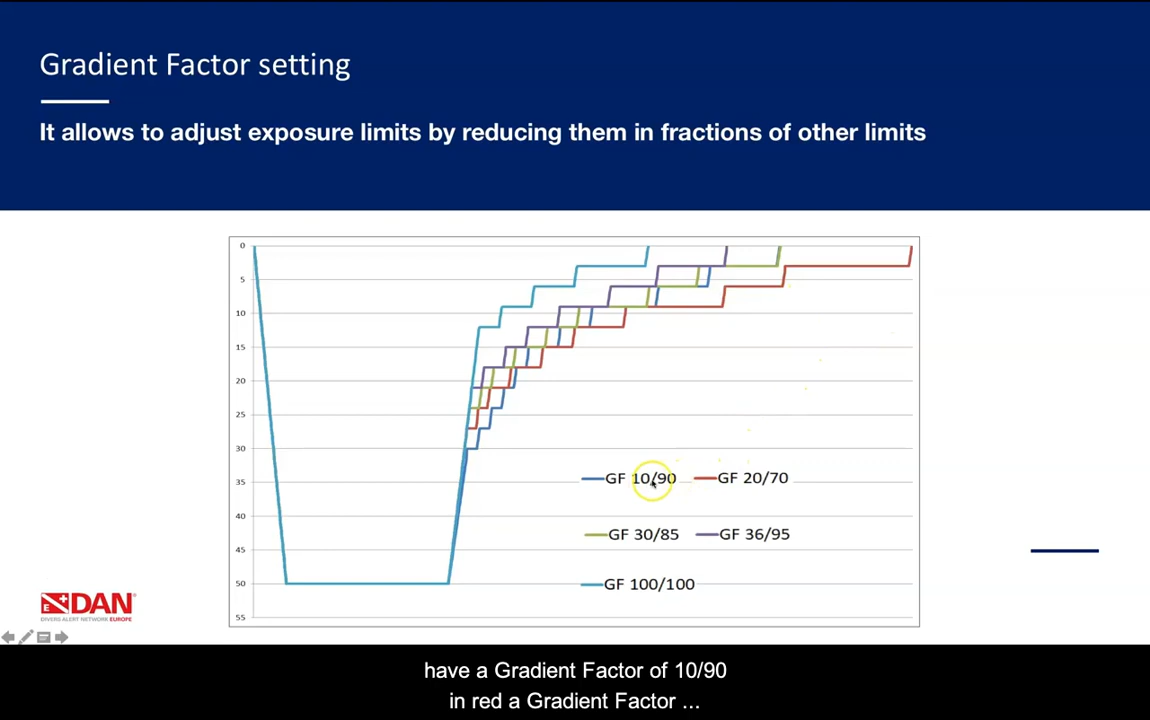 Gradient Factor setting
It allows to adjust exposure limits by reducing them in fractions of other limits
0
5
10
15
20
25
30
35
40
45
50
55
GF 10/90 GF 20/70
GF 30/85 GF 36/95
GF 100/100
E DAN
DIVERS ALERT NETWORK EUROPE
have a Gradient Factor of 10/90
in red a Gradient Factor ...